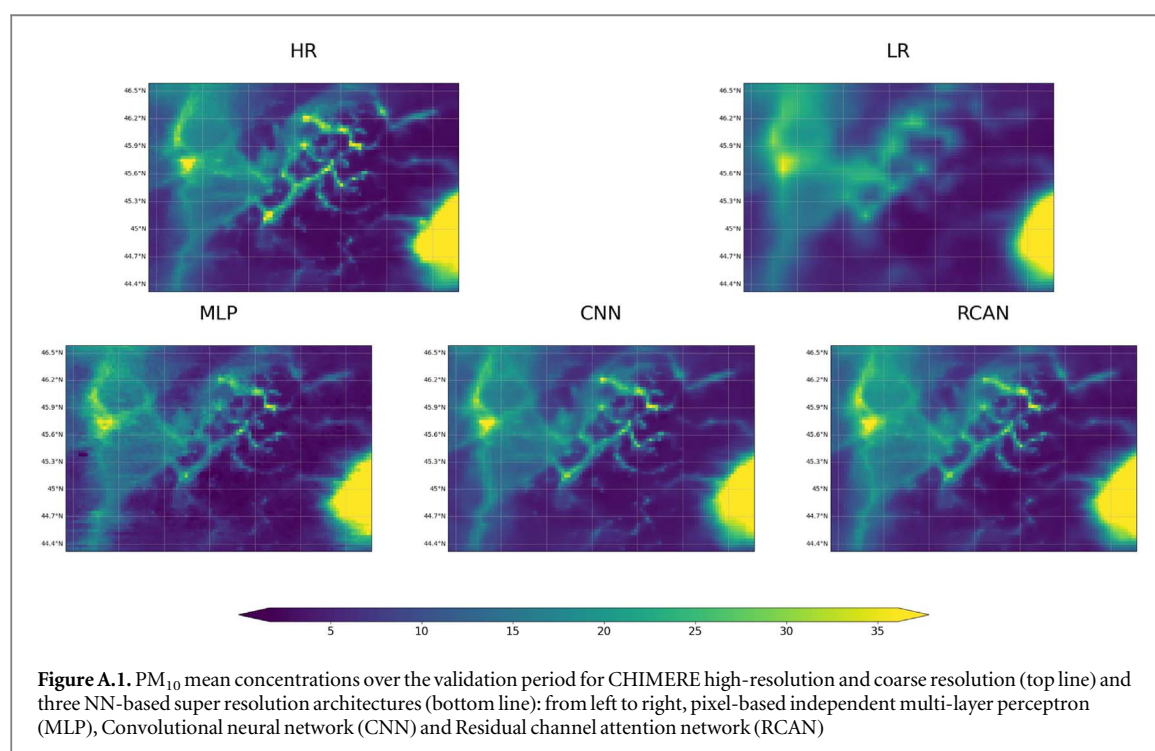 HR
LR
46.5°N
46.2°N
45.9°N
45.6°N
45.3°N
45°N
44.7°N
44.4°N
46.5°N
46.2°N
45.9°N
45.6°N
45.3°N
45°N
44.7°N
44.4°N
MLP
CNN
RCAN
46.5°N
46.2°N
45.9°N
45.6°N
45.3°N
45°N
44.7°N
44.4°N
46.5°N
46.2°N
45.9°N
45.6°N
45.3°N
45°N
44.7°N
44.4°N
46.5°N
46.2°N
45.9°N
45.6°N
45.3°N
45°N
44.7°N
44.4°N
5 10 15 20 25 30 35
Figure A.1. PM₁₀ mean concentrations over the validation period for CHIMERE high-resolution and coarse resolution (top line) and
three NN-based super resolution architectures (bottom line): from left to right, pixel-based independent multi-layer perceptron
(MLP), Convolutional neural network (CNN) and Residual channel attention network (RCAN)